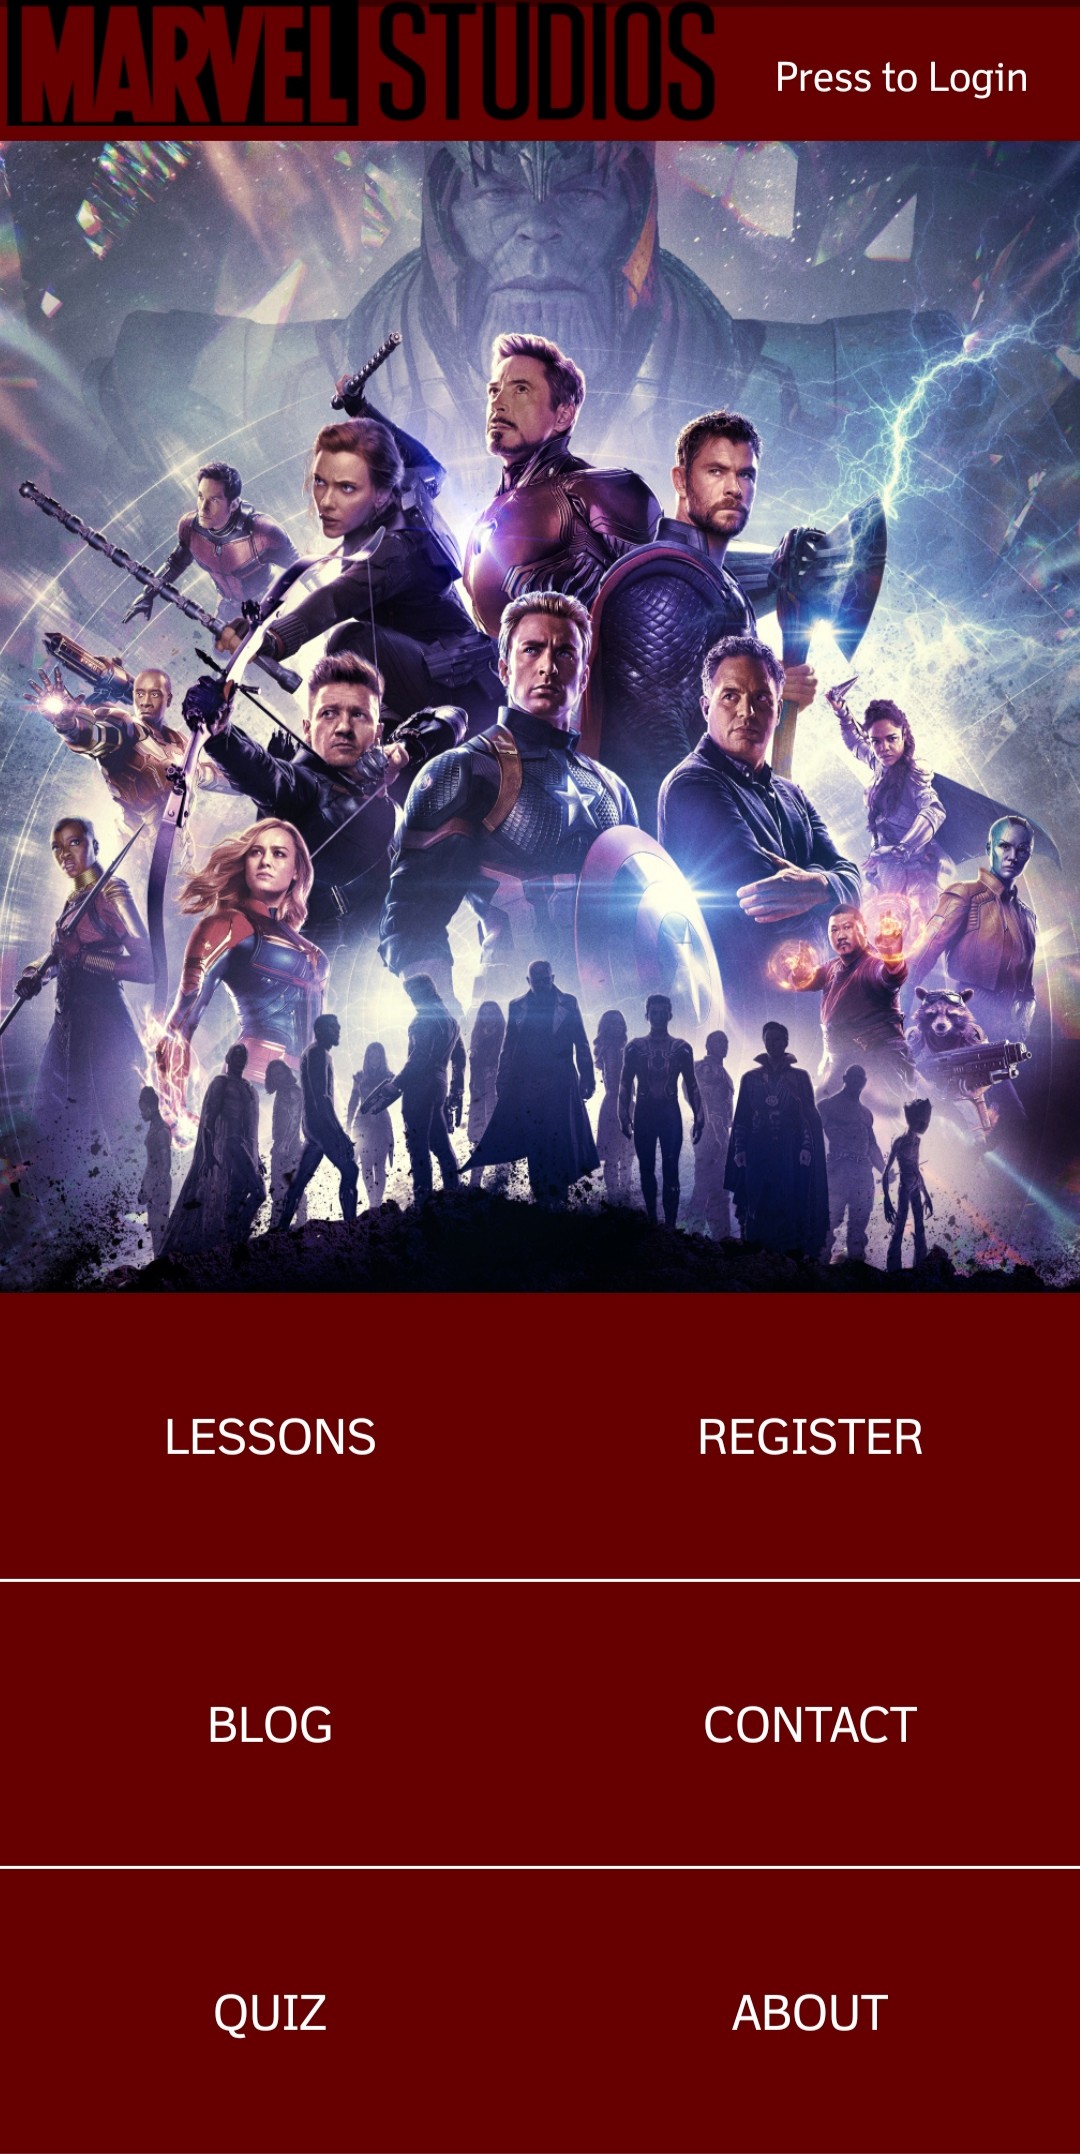 MARVEL STUDIOS
Press to Login
LESSONS
REGISTER
BLOG
CONTACT
QUIZ
ABOUT